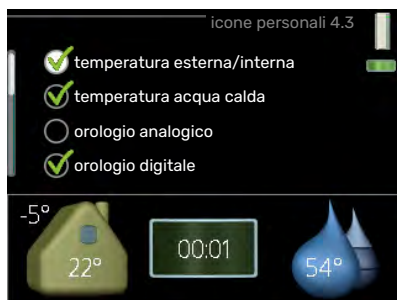 icone personali 4.3
temperatura esterna/interna
temperatura acqua calda
orologio analogico
orologio digitale
-5°
22°
00:01
54°